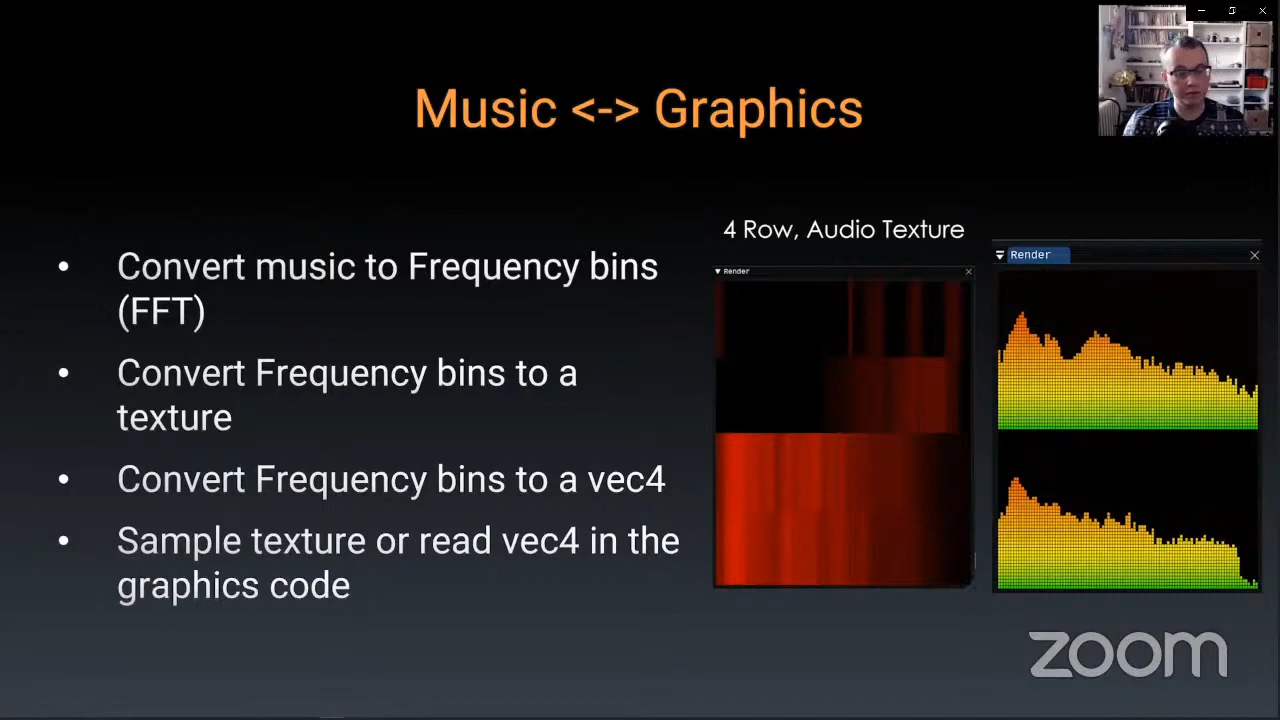 Music <-> Graphics
4 Row, Audio Texture
Render
Render
• Convert music to Frequency bins
(FFT)
• Convert Frequency bins to a
texture
• Convert Frequency bins to a vec4
• Sample texture or read vec4 in the
graphics code
zoom